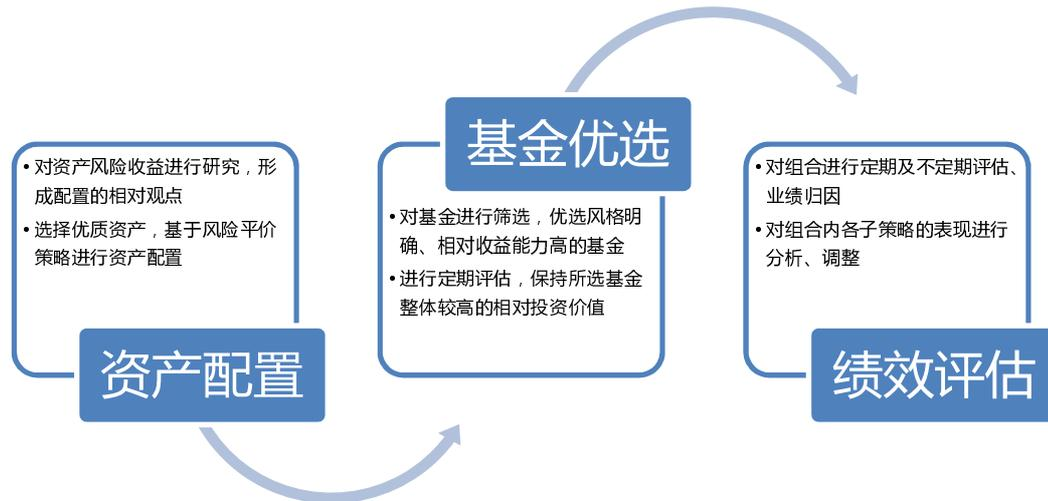 • 对资产风险收益进行研究，形
成配置的相对观点
• 选择优质资产，基于风险平价
策略进行资产配置
资产配置
基金优选
• 对基金进行筛选，优选风格明
确、相对收益能力高的基金
• 进行定期评估，保持所选基金
整体较高的相对投资价值
• 对组合进行定期及不定期评估、
业绩归因
• 对组合内各子策略的表现进行
分析、调整
绩效评估